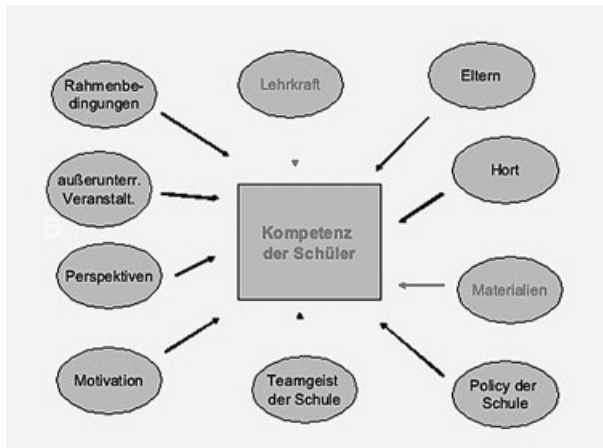 Rahmenbe-
dingungen
Lehrkraft
Eltern
außerunterr.
Veranstalt.
Hort
Kompetenz
der Schüler
Perspektiven
Materialien
Motivation
Teamgeist
der Schule
Policy der
Schule